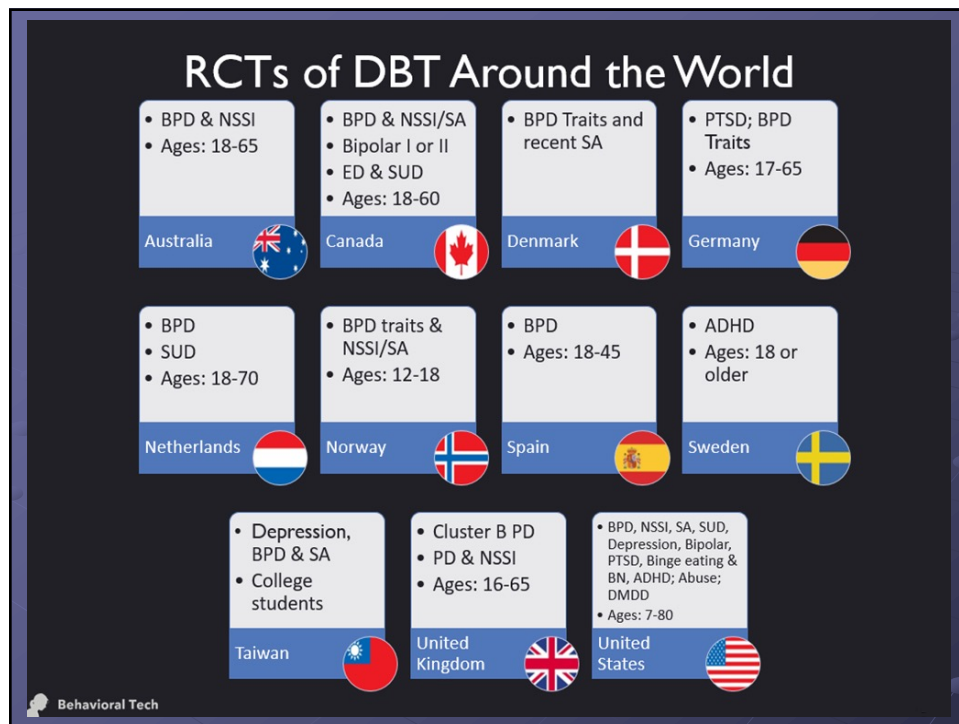 RCTs of DBT Around the World
• BPD & NSSI
• Ages: 18-65
Australia
• BPD & NSSI/SA
• Bipolar I or II
• ED & SUD
• Ages: 18-60
Canada
• BPD Traits and
recent SA
Denmark
• PTSD; BPD
Traits
• Ages: 17-65
Germany
• BPD
• SUD
• Ages: 18-70
Netherlands
• BPD traits &
NSSI/SA
• Ages: 12-18
Norway
• BPD
• Ages: 18-45
Spain
• ADHD
• Ages: 18 or
older
Sweden
• Depression,
BPD & SA
• College
students
Taiwan
• Cluster B PD
• PD & NSSI
• Ages: 16-65
United
Kingdom
• BPD, NSSI, SA, SUD,
Depression, Bipolar,
PTSD, Binge eating &
BN, ADHD; Abuse;
DMDD
• Ages: 7-80
United
States
Behavioral Tech